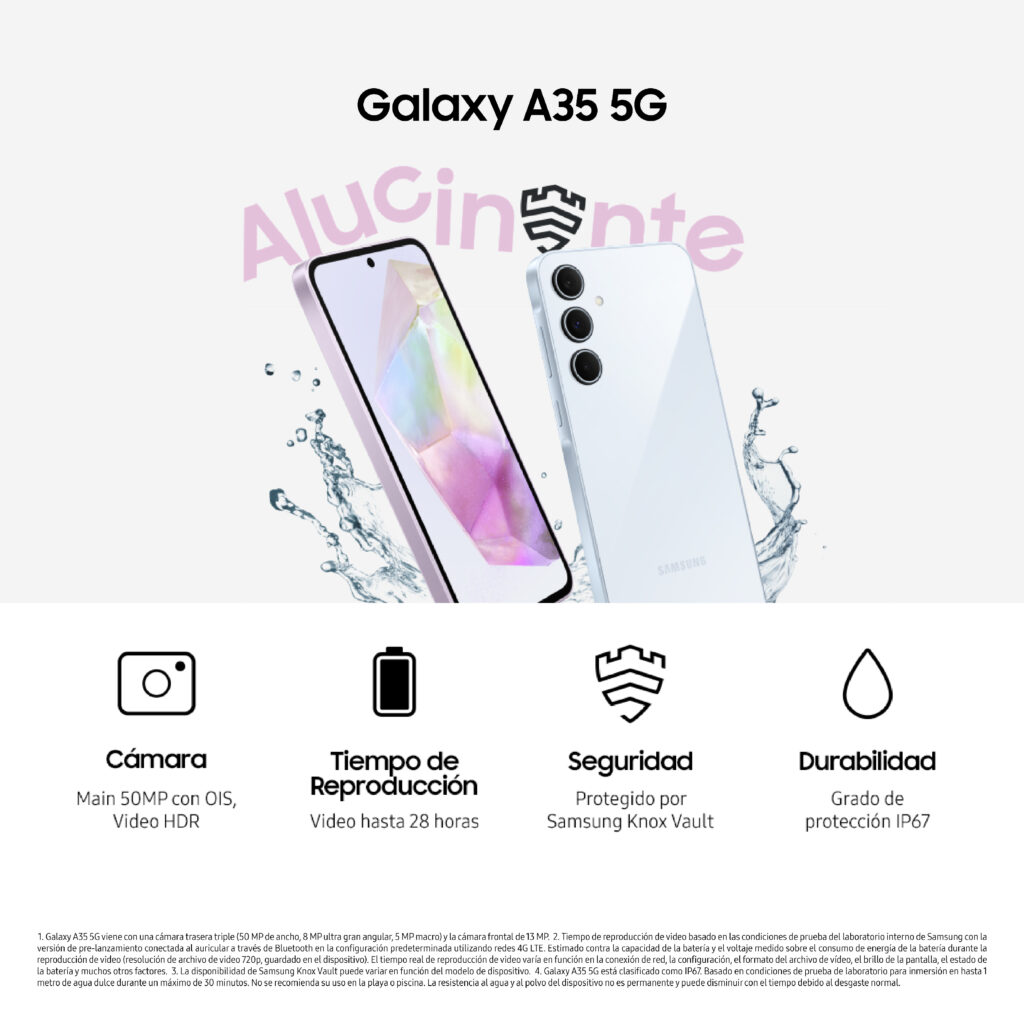 Galaxy A35 5G
Alucinante
SAMSUNG
Cámara
Main 50MP con OIS,
Video HDR
Tiempo de
Reproducción
Video hasta 28 horas
Seguridad
Protegido por
Samsung Knox Vault
Durabilidad
Grado de
protección IP67
1. Galaxy A35 5G viene con una cámara trasera triple (50 MP de ancho, 8 MP ultra gran angular, 5 MP macro) y la cámara frontal de 13 MP. 2. Tiempo de reproducción de video basado en las condiciones de prueba del laboratorio interno de Samsung con la
versión de pre-lanzamiento conectada al auricular a través de Bluetooth en la configuración predeterminada utilizando redes 4G LTE. Estimado contra la capacidad de la batería y el voltaje medido sobre el consumo de energía de la batería durante la
reproducción de video (resolución de archivo de video 720p, guardado en el dispositivo). El tiempo real de reproducción de video varía en función en la conexión de red, la configuración, el formato del archivo de vídeo, el brillo de la pantalla, el estado de
la batería y muchos otros factores. 3. La disponibilidad de Samsung Knox Vault puede variar en función del modelo de dispositivo. 4. Galaxy A35 5G está clasificado como IP67. Basado en condiciones de prueba de laboratorio para inmersión en hasta 1
metro de agua dulce durante un máximo de 30 minutos. No se recomienda su uso en la playa o piscina. La resistencia al agua y al polvo del dispositivo no es permanente y puede disminuir con el tiempo debido al desgaste normal.